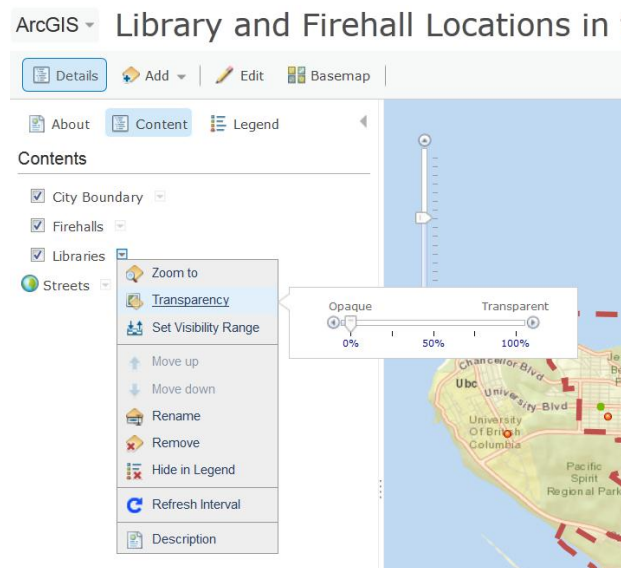 ArcGIS Library and Firehall Locations in
Details Add Edit Basemap
About Content Legend
Contents
City Boundary
Firehalls
Libraries
Streets
Zoom to
Transparency
Set Visibility Range
Move up
Move down
Rename
Remove
Hide in Legend
Refresh Interval
Description
Opaque Transparent
0% 50% 100%
Chancellor Blvd
Ubc
University Blvd
University
Of British
Columbia
Pacific
Spirit
Regional Park